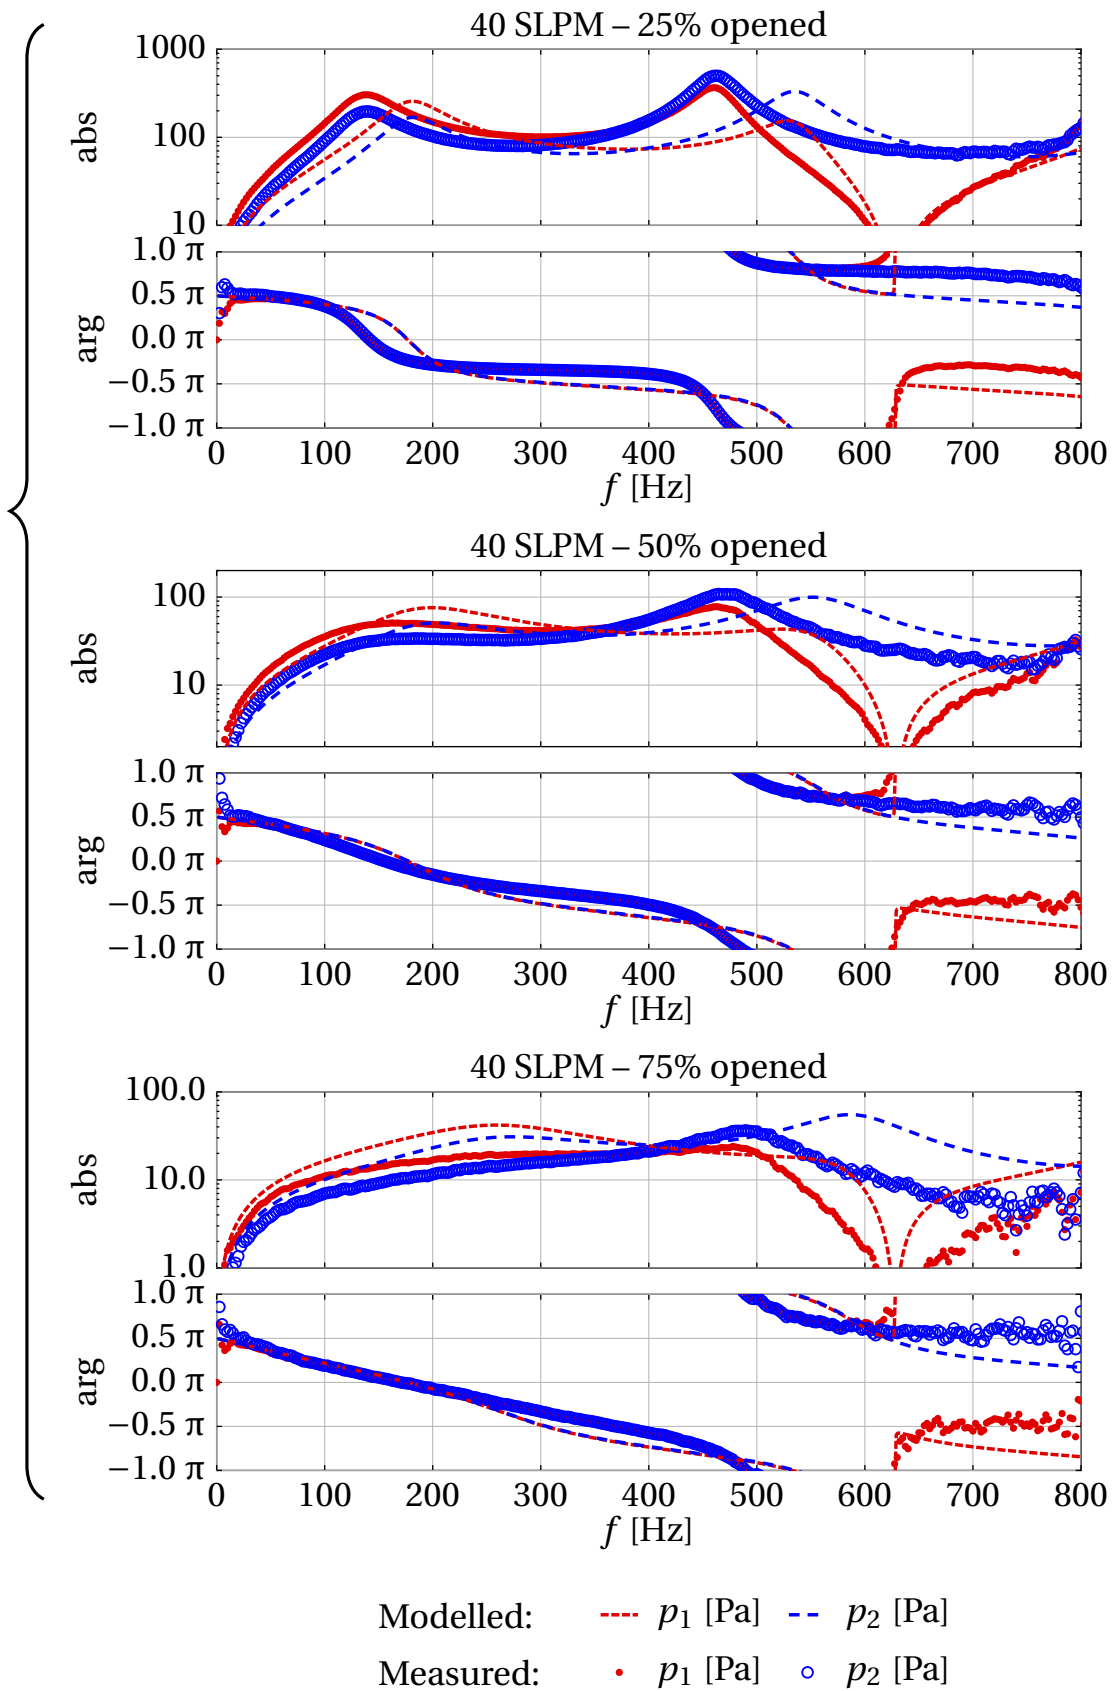 40 SLPM – 25% opened
1000
100
10
abs
1.0 π
0.5 π
0.0 π
−0.5 π
−1.0 π
arg
0 100 200 300 400 500 600 700 800
f [Hz]
40 SLPM – 50% opened
100
10
abs
1.0 π
0.5 π
0.0 π
−0.5 π
−1.0 π
arg
0 100 200 300 400 500 600 700 800
f [Hz]
40 SLPM – 75% opened
100.0
10.0
1.0
abs
1.0 π
0.5 π
0.0 π
−0.5 π
−1.0 π
arg
0 100 200 300 400 500 600 700 800
f [Hz]
Modelled: p₁ [Pa] p₂ [Pa]
Measured: p₁ [Pa] p₂ [Pa]